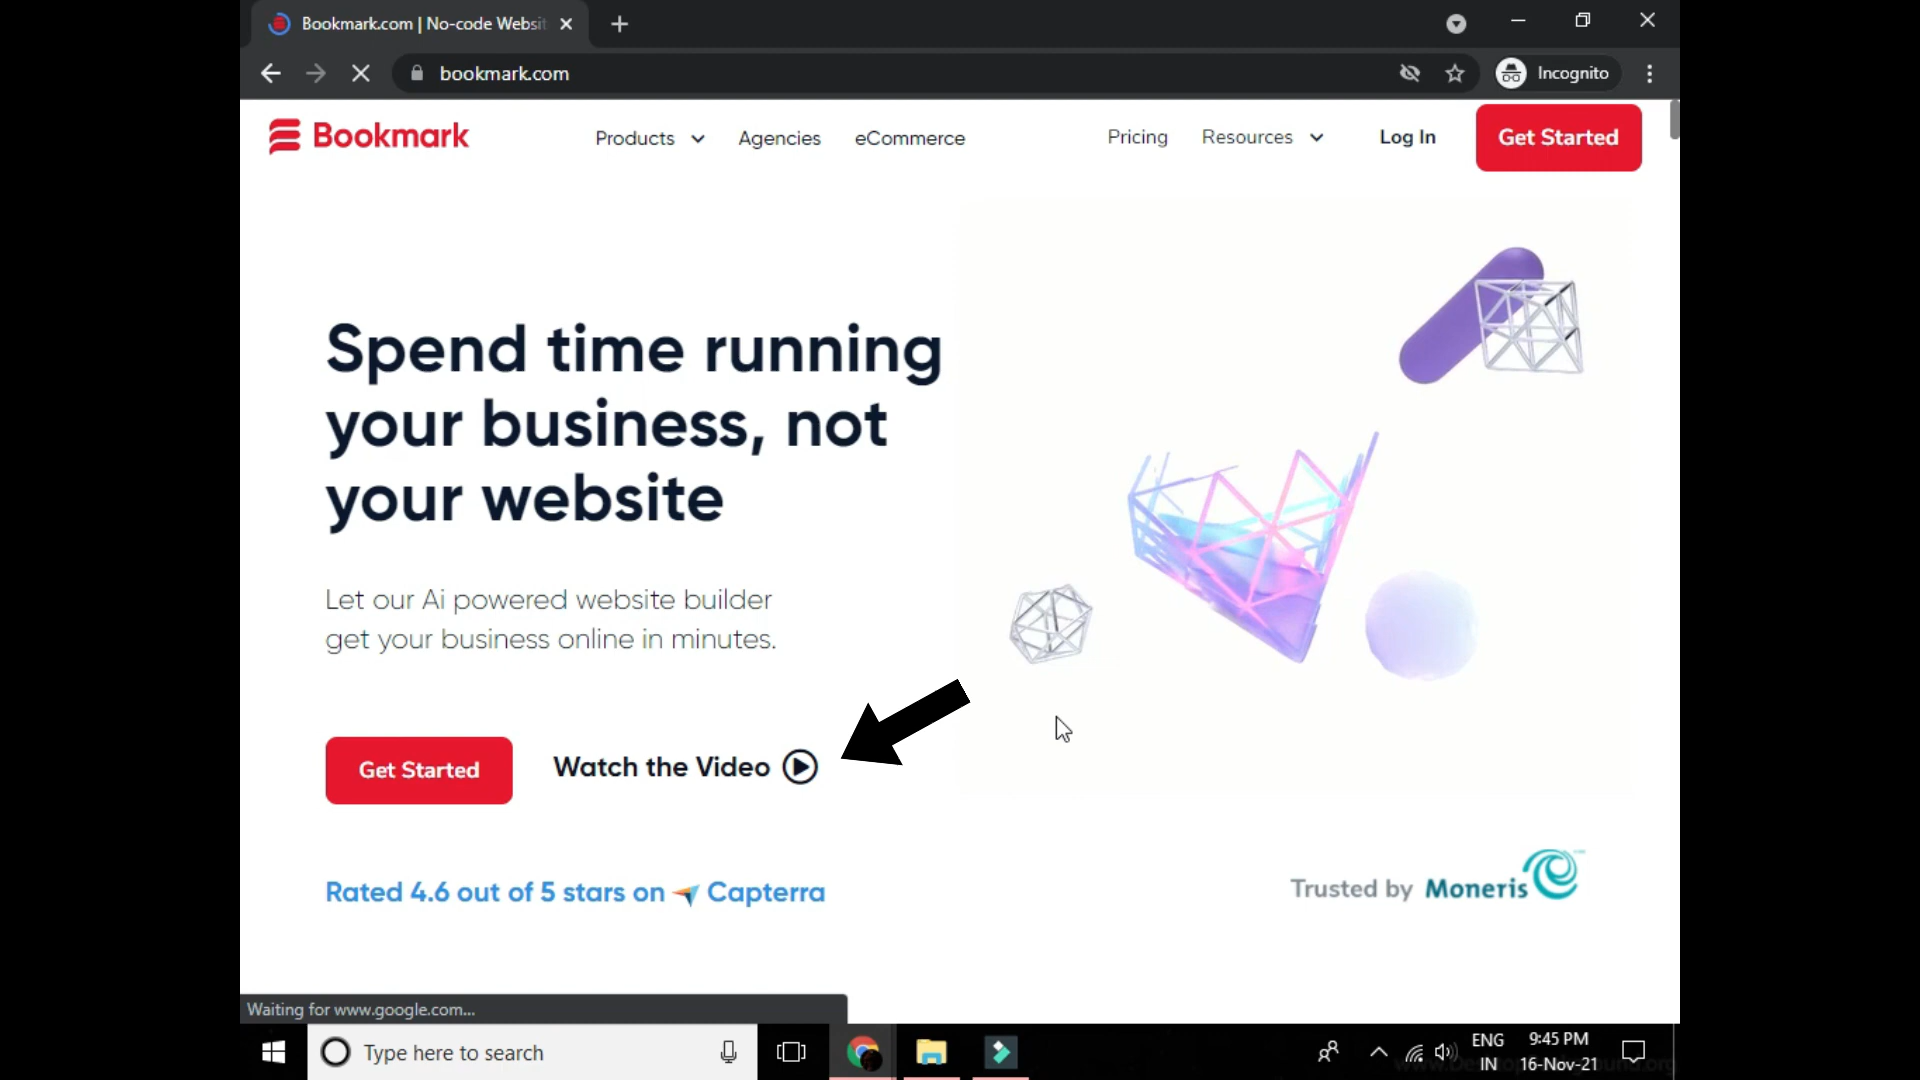 Bookmark.com | No-code Websit
bookmark.com
Incognito
Bookmark
Products
Agencies
eCommerce
Pricing
Resources
Log In
Get Started
Spend time running
your business, not
your website
Let our Ai powered website builder
get your business online in minutes.
Get Started
Watch the Video
Rated 4.6 out of 5 stars on Capterra
Trusted by Moneris
Waiting for www.google.com...
Type here to search
ENG
IN
9:45 PM
16-Nov-21